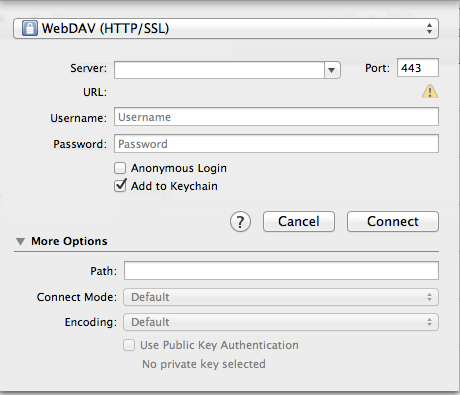 WebDAV (HTTP/SSL)
Server: Port: 443
URL:
Username: Username
Password: Password
Anonymous Login
Add to Keychain
? Cancel Connect
More Options
Path:
Connect Mode: Default
Encoding: Default
Use Public Key Authentication
No private key selected